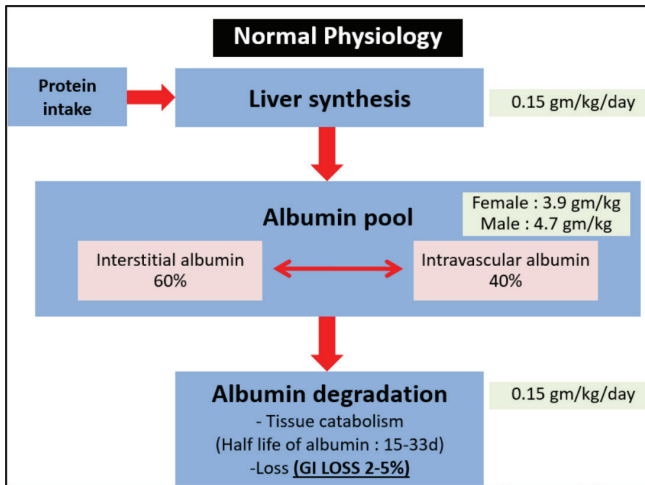 Normal Physiology
Protein
intake
Liver synthesis
0.15 gm/kg/day
Albumin pool
Female : 3.9 gm/kg
Male : 4.7 gm/kg
Interstitial albumin
60%
Intravascular albumin
40%
Albumin degradation
- Tissue catabolism
(Half life of albumin : 15-33d)
-Loss (GI LOSS 2-5%)
0.15 gm/kg/day